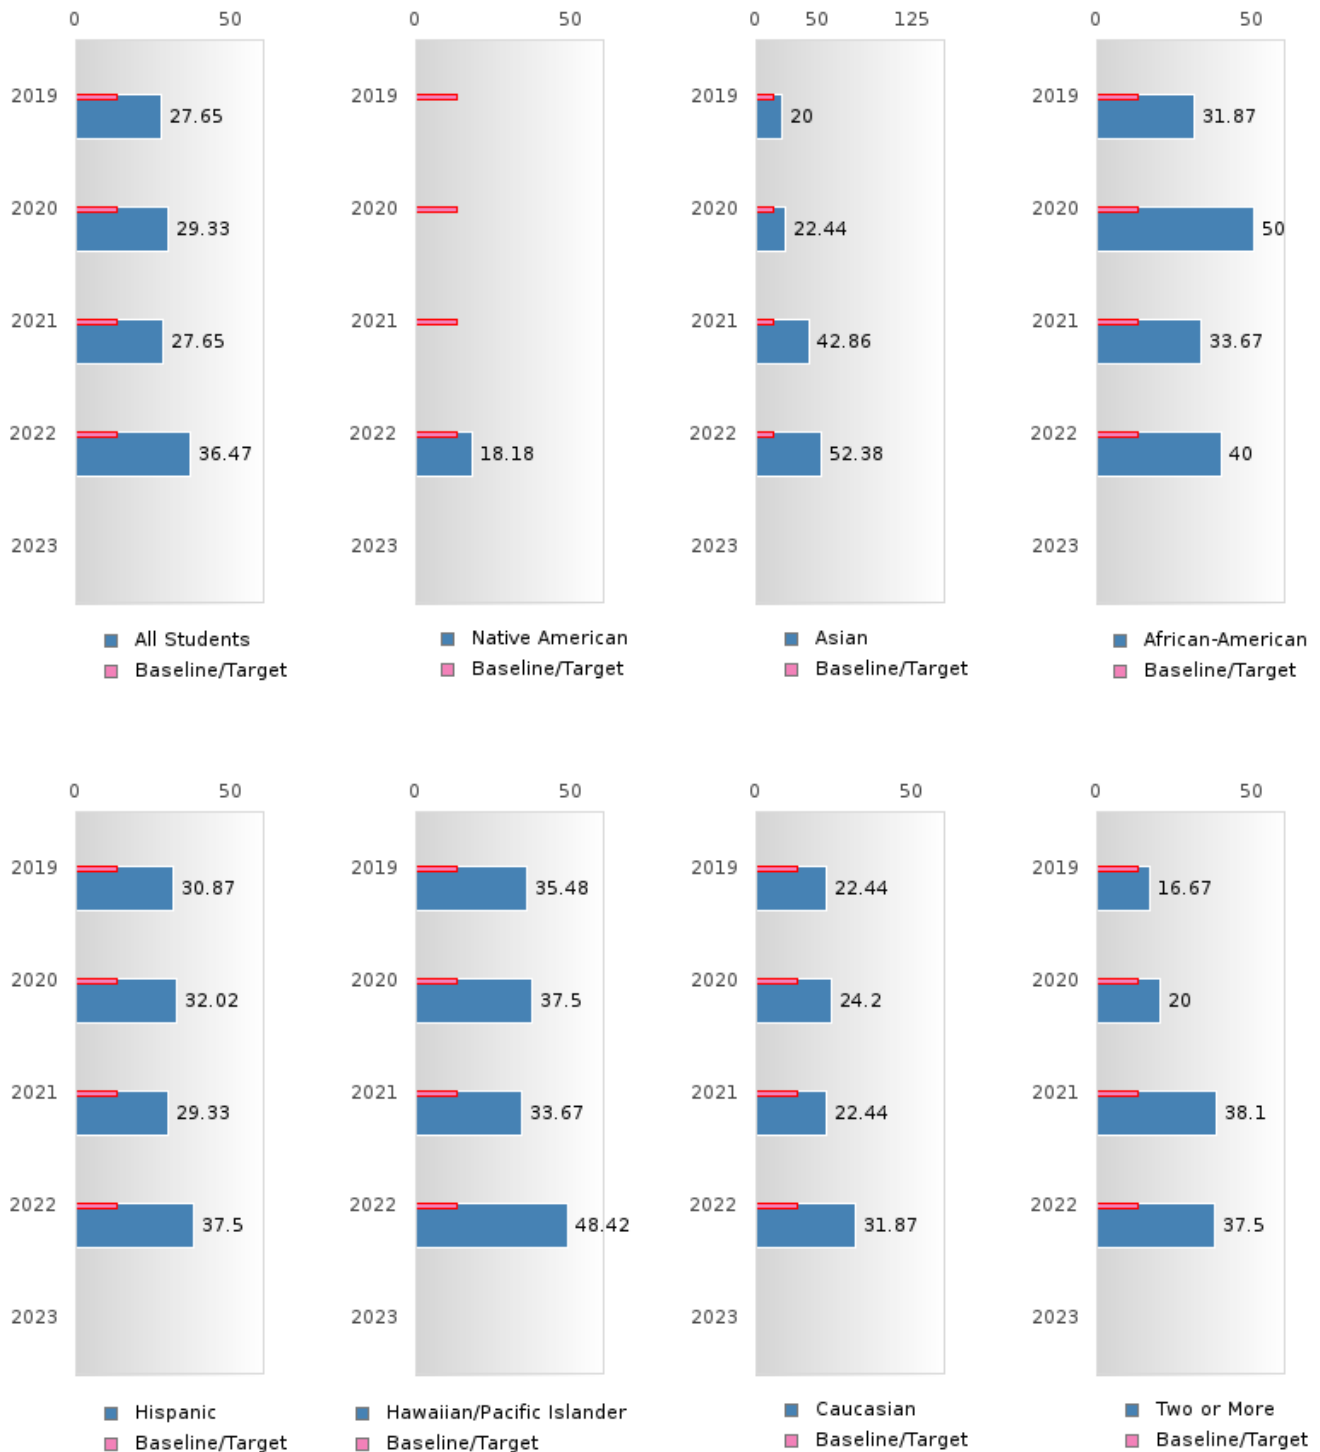 0 50 0 50 0 50 125 0 50
2019 27.65 2019 2019 20 2019 31.87
2020 29.33 2020 2020 22.44 2020 50
2021 27.65 2021 2021 42.86 2021 33.67
2022 36.47 2022 18.18 2022 52.38 2022 40
2023 2023 2023 2023
All Students Native American Asian African-American
Baseline/Target Baseline/Target Baseline/Target Baseline/Target
0 50 0 50 0 50 0 50
2019 30.87 2019 35.48 2019 22.44 2019 16.67
2020 32.02 2020 37.5 2020 24.2 2020 20
2021 29.33 2021 33.67 2021 22.44 2021 38.1
2022 37.5 2022 48.42 2022 31.87 2022 37.5
2023 2023 2023 2023
Hispanic Hawaiian/Pacific Islander Caucasian Two or More
Baseline/Target Baseline/Target Baseline/Target Baseline/Target